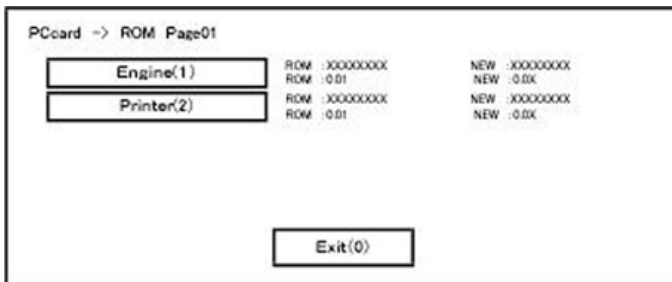 PCcard -> ROM Page01
Engine(1) ROM :XXXXXXXX NEW :XXXXXXXX
ROM :0.01 NEW :0.0X
Printer(2) ROM :XXXXXXXX NEW :XXXXXXXX
ROM :0.01 NEW :0.0X
Exit(0)